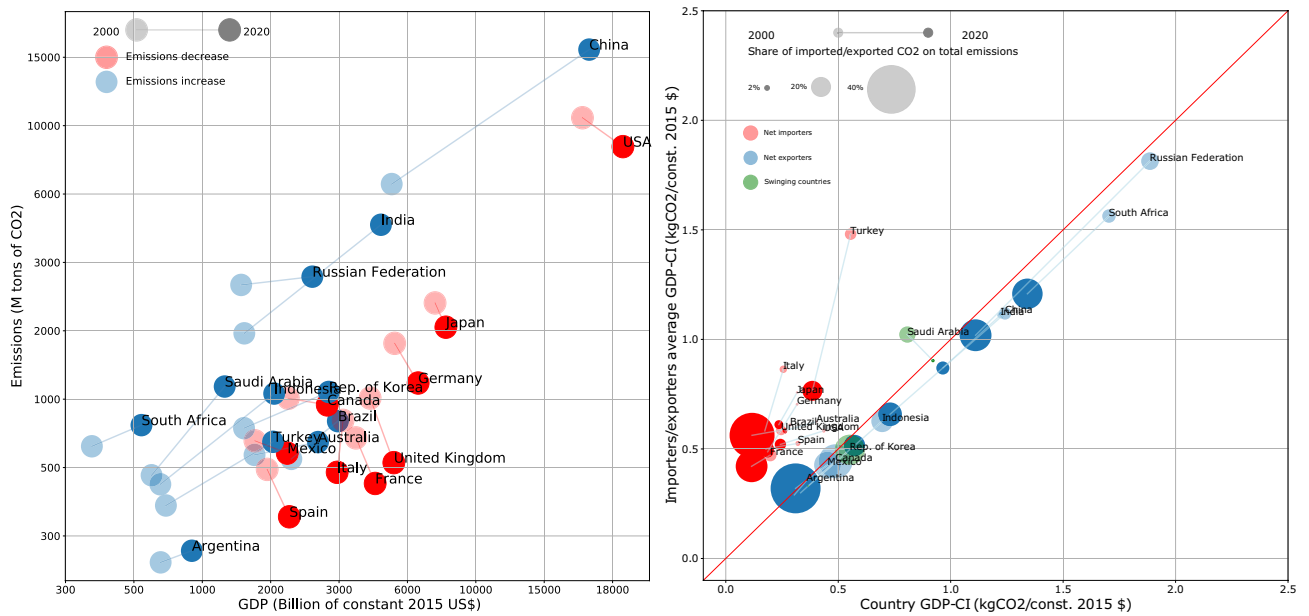 2000
2020
Emissions decrease
Emissions increase
China
USA
India
Russian Federation
Japan
Germany
Saudi Arabia
Indonesia
Rep. of Korea
Canada
South Africa
Brazil
Turkey
Australia
Mexico
United Kingdom
Italy
France
Spain
Argentina
15000
10000
6000
3000
2000
1000
500
300
Emissions (M tons of CO2)
300
500
1000
2000
3000
6000
10000
15000
18000
GDP (Billion of constant 2015 US$)
2000
2020
Share of imported/exported CO2 on total emissions
2%
20%
40%
Net importers
Net exporters
Swinging countries
Russian Federation
South Africa
Turkey
China
India
Saudi Arabia
Italy
Japan
Germany
Brazil
Australia
United Kingdom
USA
Indonesia
Spain
France
Rep. of Korea
Canada
Mexico
Argentina
2.5
2.0
1.5
1.0
0.5
0.0
Importers/exporters average GDP-CI (kgCO2/const. 2015 $)
0.0
0.5
1.0
1.5
2.0
2.5
Country GDP-CI (kgCO2/const. 2015 $)